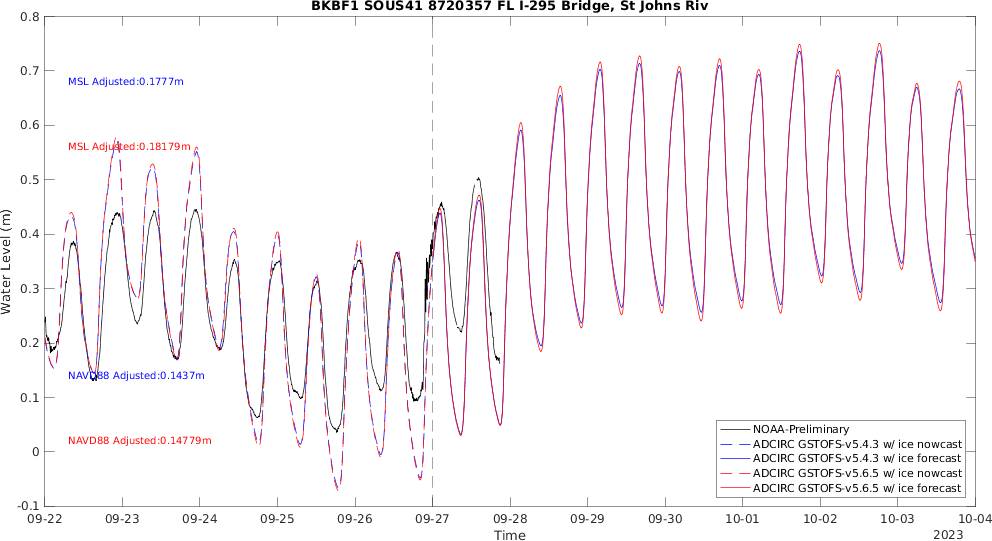 BKBF1 SOUS41 8720357 FL I-295 Bridge, St Johns Riv
0.8
0.7
0.6
0.5
0.4
0.3
0.2
0.1
0
-0.1
Water Level (m)
MSL Adjusted:0.1777m
MSL Adjusted:0.18179m
NAVD88 Adjusted:0.1437m
NAVD88 Adjusted:0.14779m
NOAA-Preliminary
ADCIRC GSTOFS-v5.4.3 w/ ice nowcast
ADCIRC GSTOFS-v5.4.3 w/ ice forecast
ADCIRC GSTOFS-v5.6.5 w/ ice nowcast
ADCIRC GSTOFS-v5.6.5 w/ ice forecast
09-22 09-23 09-24 09-25 09-26 09-27 09-28 09-29 09-30 10-01 10-02 10-03 10-04
Time
2023